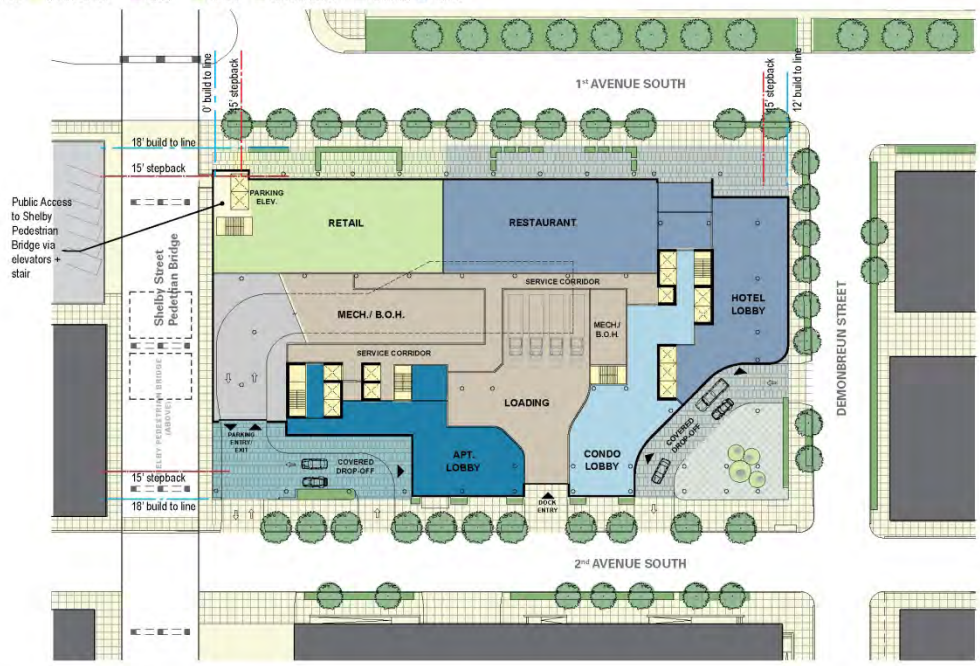 1st AVENUE SOUTH
0' build to line
15' stepback
15' stepback
12' build to line
18' build to line
15' stepback
Public Access
to Shelby
Pedestrian
Bridge via
elevators +
stair
PARKING
ELEV.
RETAIL
RESTAURANT
Shelby Street
Pedetrian Bridge
SERVICE CORRIDOR
HOTEL
LOBBY
MECH./ B.O.H.
MECH./
B.O.H.
SERVICE CORRIDOR
DEMONBREUN STREET
LOADING
SHELBY PEDESTRIAN BRIDGE
(ABOVE)
PARKING
ENTRY/
EXIT
COVERED
DROP-OFF
APT.
LOBBY
CONDO
LOBBY
COVERED
DROP-OFF
15' stepback
18' build to line
DOCK
ENTRY
2nd AVENUE SOUTH